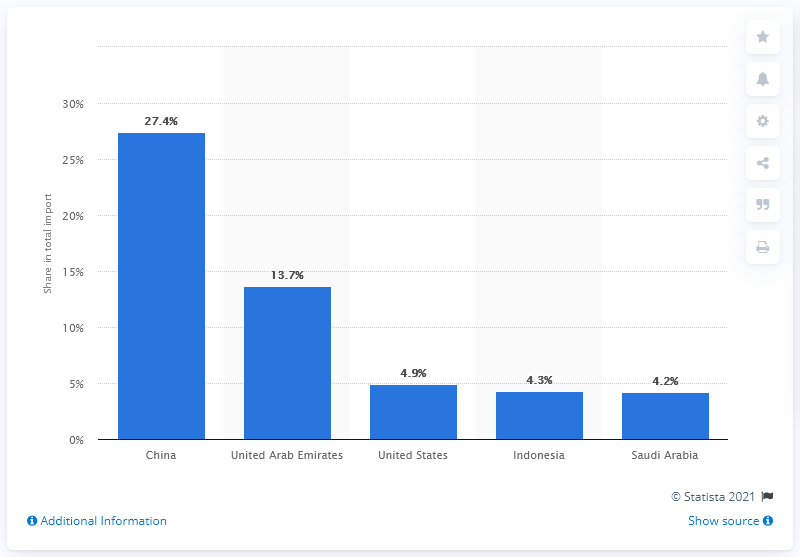 Share in total import
30%
25%
20%
15%
10%
5%
0%
27.4%
13.7%
4.9%
4.3%
4.2%
China
United Arab Emirates
United States
Indonesia
Saudi Arabia
© Statista 2021
Additional Information
Show source